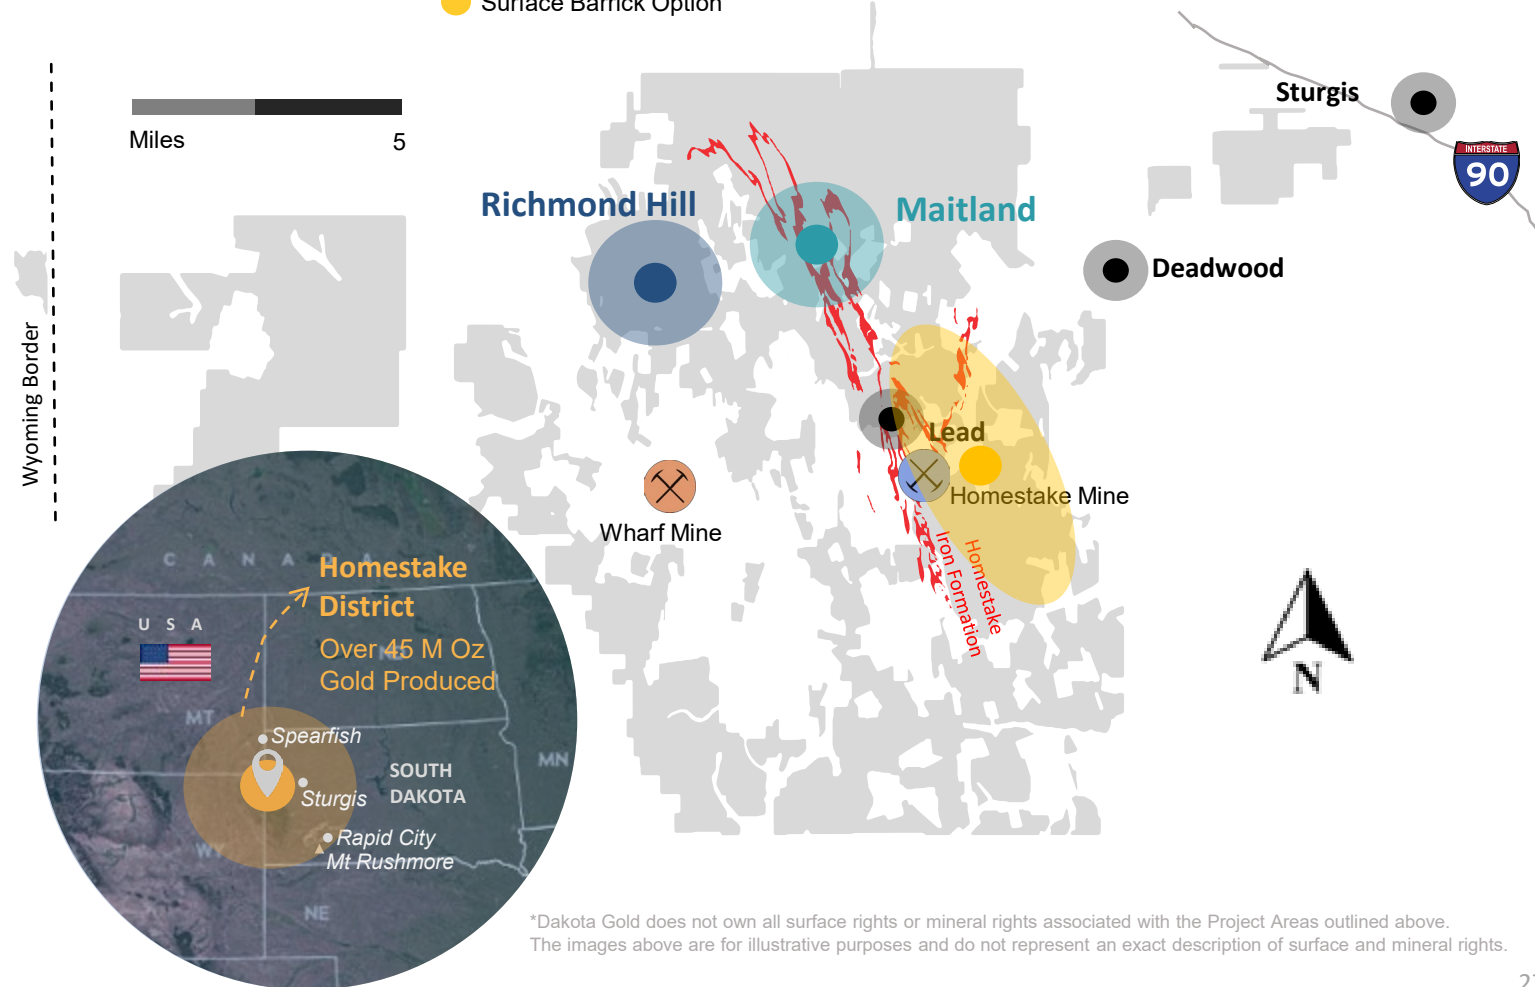 Surface Barrick Option
Miles 5
Sturgis
INTERSTATE
90
Richmond Hill
Maitland
Deadwood
Wyoming Border
Lead
Homestake Mine
Wharf Mine
Homestake
Iron Formation
CANADA
Homestake
District
Over 45 M Oz
Gold Produced
USA
MT
Spearfish
SOUTH
DAKOTA
MN
Sturgis
Rapid City
Mt Rushmore
WY
NE
N
*Dakota Gold does not own all surface rights or mineral rights associated with the Project Areas outlined above.
The images above are for illustrative purposes and do not represent an exact description of surface and mineral rights.